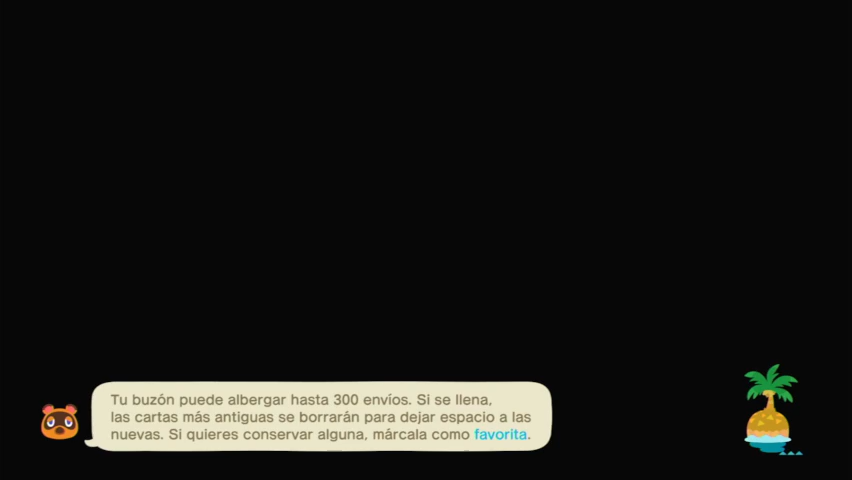 Tu buzón puede albergar hasta 300 envíos. Si se llena,
las cartas más antiguas se borrarán para dejar espacio a las
nuevas. Si quieres conservar alguna, márcala como favorita.